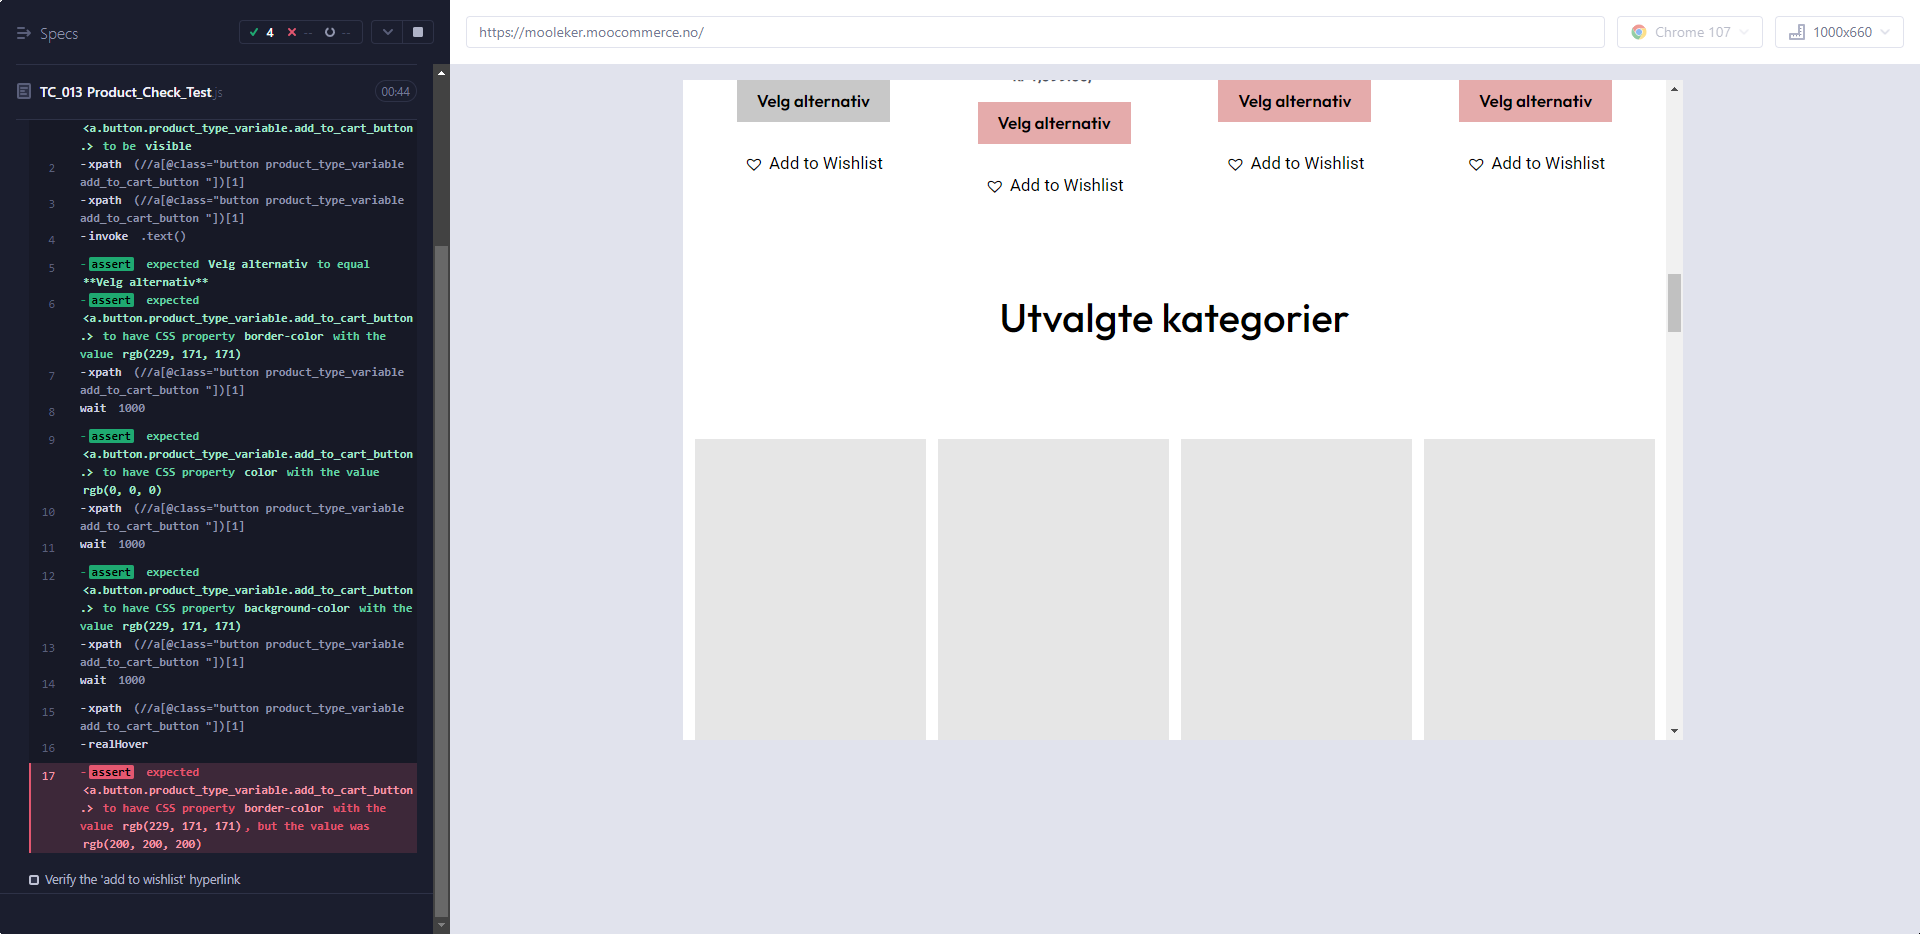 Specs
4
--
--
TC_013 Product_Check_Test.js
00:44
<a.button.product_type_variable.add_to_cart_button
.> to be visible
2 -xpath (//a[@class="button product_type_variable
add_to_cart_button "])[1]
3 -xpath (//a[@class="button product_type_variable
add_to_cart_button "])[1]
4 -invoke .text()
5 -assert expected Velg alternativ to equal
**Velg alternativ**
6 -assert expected
<a.button.product_type_variable.add_to_cart_button
.> to have CSS property border-color with the
value rgb(229, 171, 171)
7 -xpath (//a[@class="button product_type_variable
add_to_cart_button "])[1]
8 wait 1000
9 -assert expected
<a.button.product_type_variable.add_to_cart_button
.> to have CSS property color with the value
rgb(0, 0, 0)
10 -xpath (//a[@class="button product_type_variable
add_to_cart_button "])[1]
11 wait 1000
12 -assert expected
<a.button.product_type_variable.add_to_cart_button
.> to have CSS property background-color with the
value rgb(229, 171, 171)
13 -xpath (//a[@class="button product_type_variable
add_to_cart_button "])[1]
14 wait 1000
15 -xpath (//a[@class="button product_type_variable
add_to_cart_button "])[1]
16 -realHover
17 -assert expected
<a.button.product_type_variable.add_to_cart_button
.> to have CSS property border-color with the
value rgb(229, 171, 171), but the value was
rgb(200, 200, 200)
Verify the 'add to wishlist' hyperlink
https://mooleker.moocommerce.no/
Chrome 107
1000x660
Velg alternativ
Velg alternativ
Velg alternativ
Velg alternativ
Add to Wishlist
Add to Wishlist
Add to Wishlist
Add to Wishlist
Utvalgte kategorier